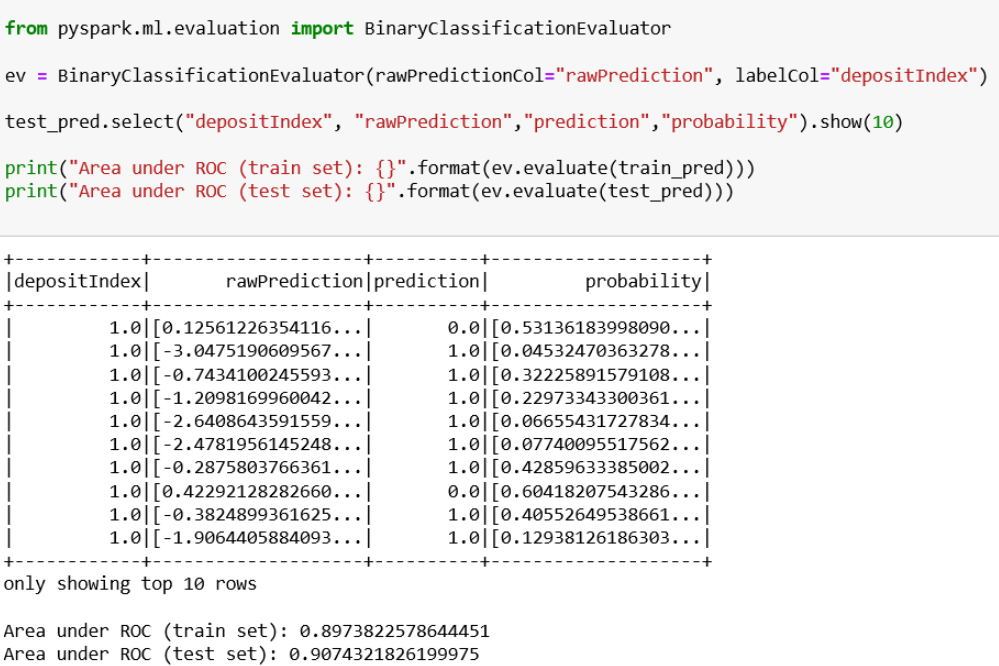 from pyspark.ml.evaluation import BinaryClassificationEvaluator
ev = BinaryClassificationEvaluator(rawPredictionCol="rawPrediction", labelCol="depositIndex")
test_pred.select("depositIndex", "rawPrediction","prediction","probability").show(10)
print("Area under ROC (train set): {}".format(ev.evaluate(train_pred)))
print("Area under ROC (test set): {}".format(ev.evaluate(test_pred)))
+------------+--------------------+----------+--------------------+
|depositIndex|       rawPrediction|prediction|         probability|
+------------+--------------------+----------+--------------------+
|         1.0|[0.12561226354116...|       0.0|[0.53136183998090...|
|         1.0|[-3.0475190609567...|       1.0|[0.04532470363278...|
|         1.0|[-0.7434100245593...|       1.0|[0.32225891579108...|
|         1.0|[-1.2098169960042...|       1.0|[0.22973343300361...|
|         1.0|[-2.6408643591559...|       1.0|[0.06655431727834...|
|         1.0|[-2.4781956145248...|       1.0|[0.07740095517562...|
|         1.0|[-0.2875803766361...|       1.0|[0.42859633385002...|
|         1.0|[0.42292128282660...|       0.0|[0.60418207543286...|
|         1.0|[-0.3824899361625...|       1.0|[0.40552649538661...|
|         1.0|[-1.9064405884093...|       1.0|[0.12938126186303...|
+------------+--------------------+----------+--------------------+
only showing top 10 rows
Area under ROC (train set): 0.8973822578644451
Area under ROC (test set): 0.9074321826199975